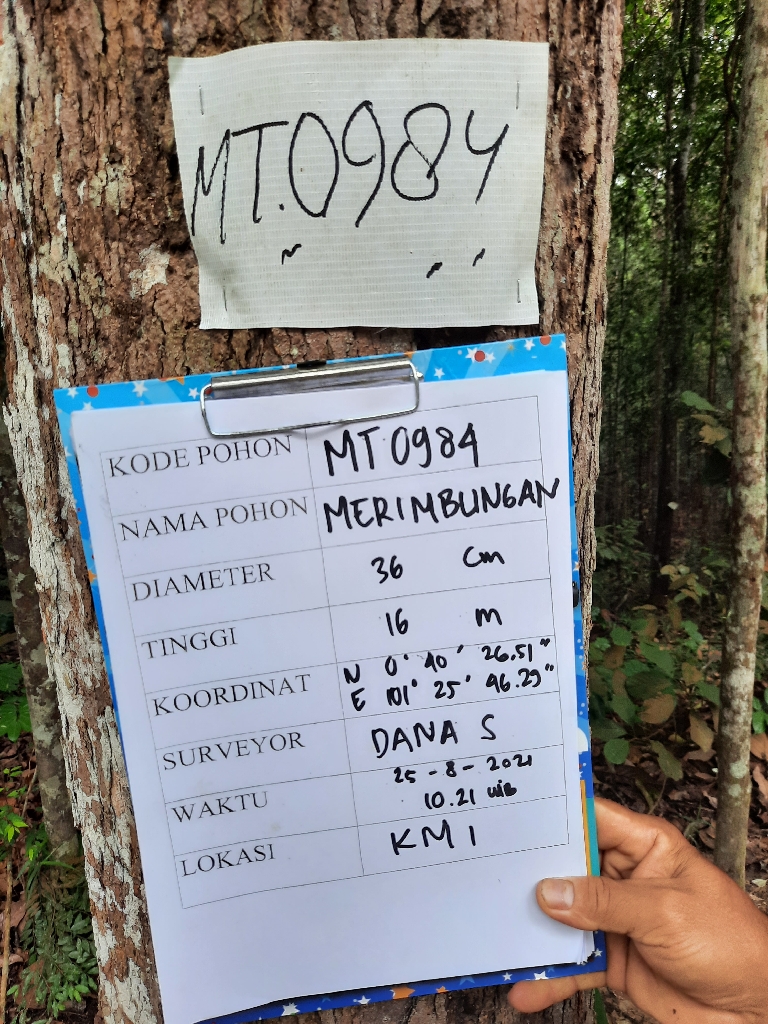 MT.0984
KODE POHON MT 0984
NAMA POHON MERIMBUNGAN
DIAMETER 36 Cm
TINGGI 16 m
KOORDINAT N 0° 40' 26.51"
E 101° 25' 46.29"
SURVEYOR DANA S
WAKTU 25-8-2021
10.21 WIB
LOKASI KM 1